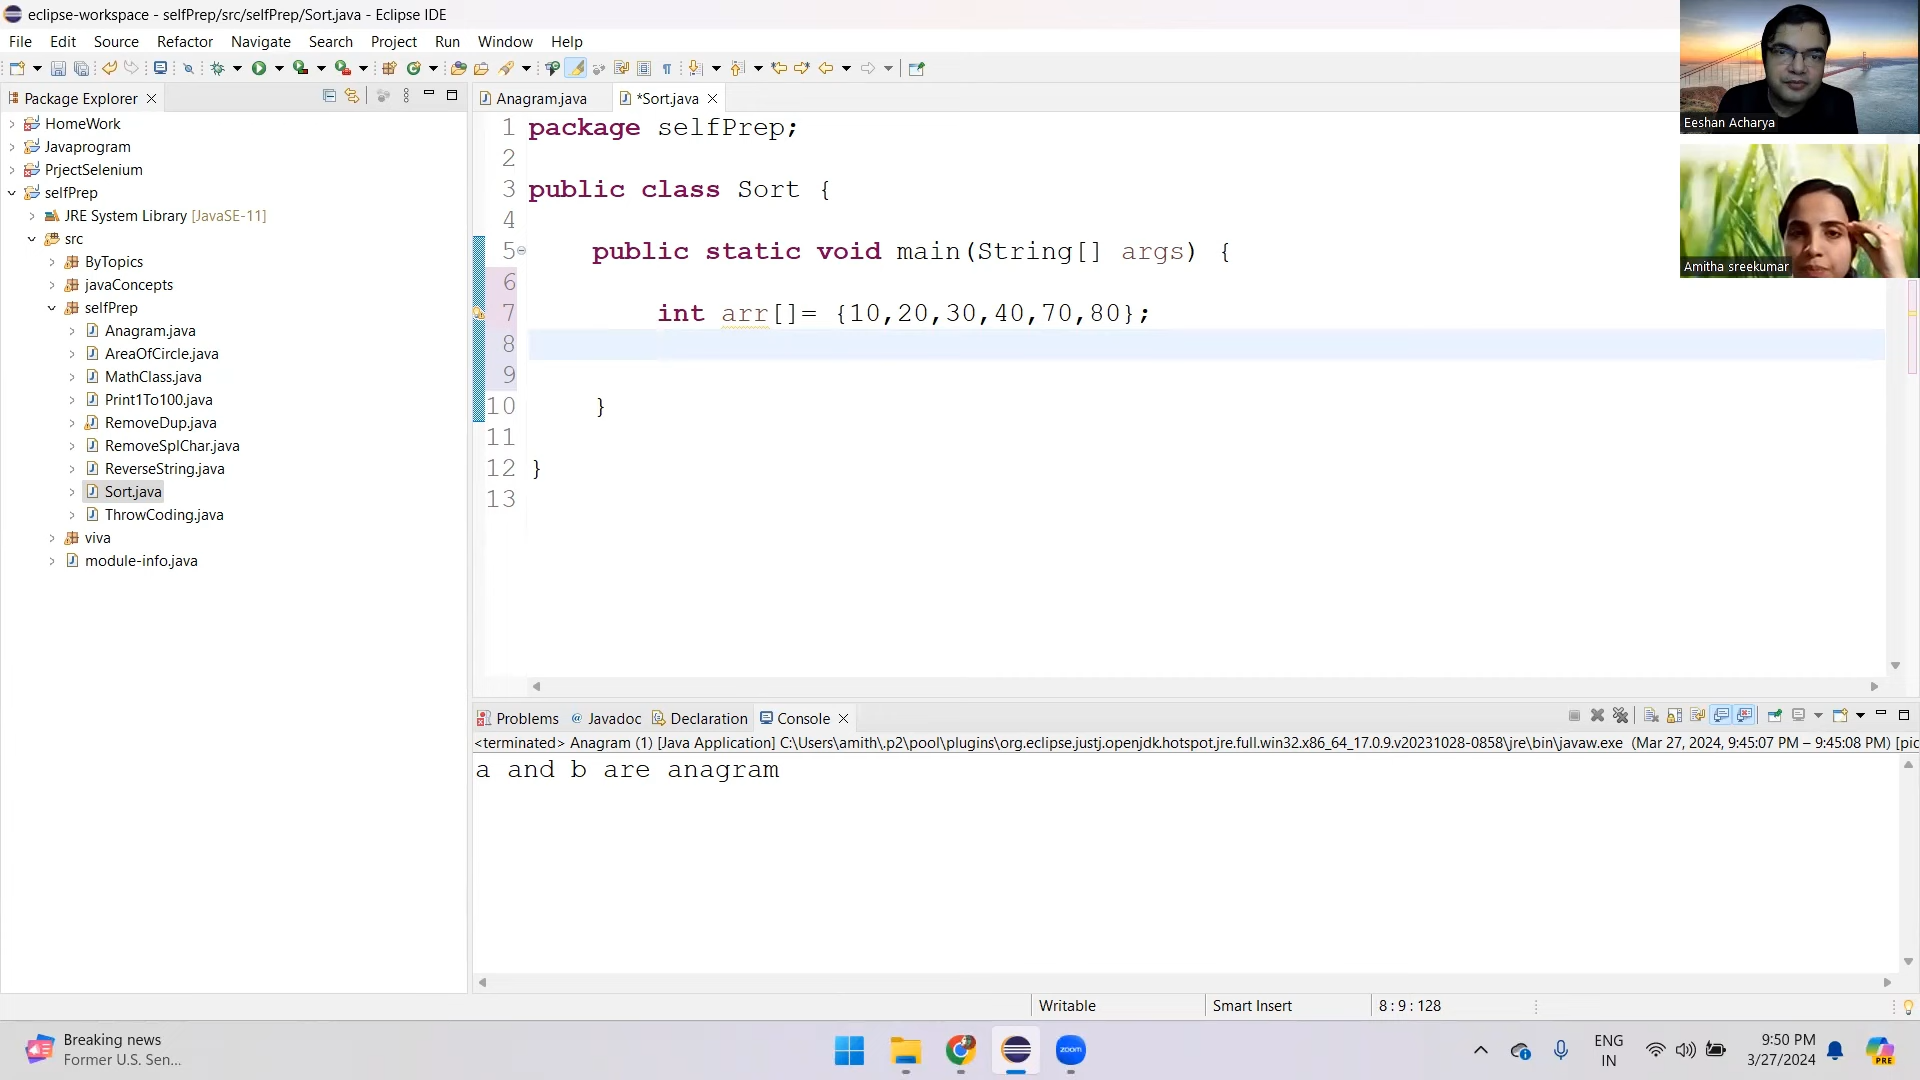 eclipse-workspace - selfPrep/src/selfPrep/Sort.java - Eclipse IDE
File Edit Source Refactor Navigate Search Project Run Window Help
Package Explorer
Anagram.java
*Sort.java
HomeWork
Javaprogram
PrjectSelenium
selfPrep
JRE System Library [JavaSE-11]
src
ByTopics
javaConcepts
selfPrep
Anagram.java
AreaOfCircle.java
MathClass.java
Print1To100.java
RemoveDup.java
RemoveSplChar.java
ReverseString.java
Sort.java
ThrowCoding.java
viva
module-info.java
1 package selfPrep;
2
3 public class Sort {
4
5 public static void main(String[] args) {
6
7 int arr[]= {10,20,30,40,70,80};
8
9
10 }
11
12 }
13
Eeshan Acharya
Amitha sreekumar
Problems Javadoc Declaration Console
<terminated> Anagram (1) [Java Application] C:\Users\amith\.p2\pool\plugins\org.eclipse.justj.openjdk.hotspot.jre.full.win32.x86_64_17.0.9.v20231028-0858\jre\bin\javaw.exe (Mar 27, 2024, 9:45:07 PM – 9:45:08 PM) [pic
a and b are anagram
Writable Smart Insert 8 : 9 : 128
Breaking news
Former U.S. Sen...
zoom
ENG
IN
9:50 PM
3/27/2024
PRE